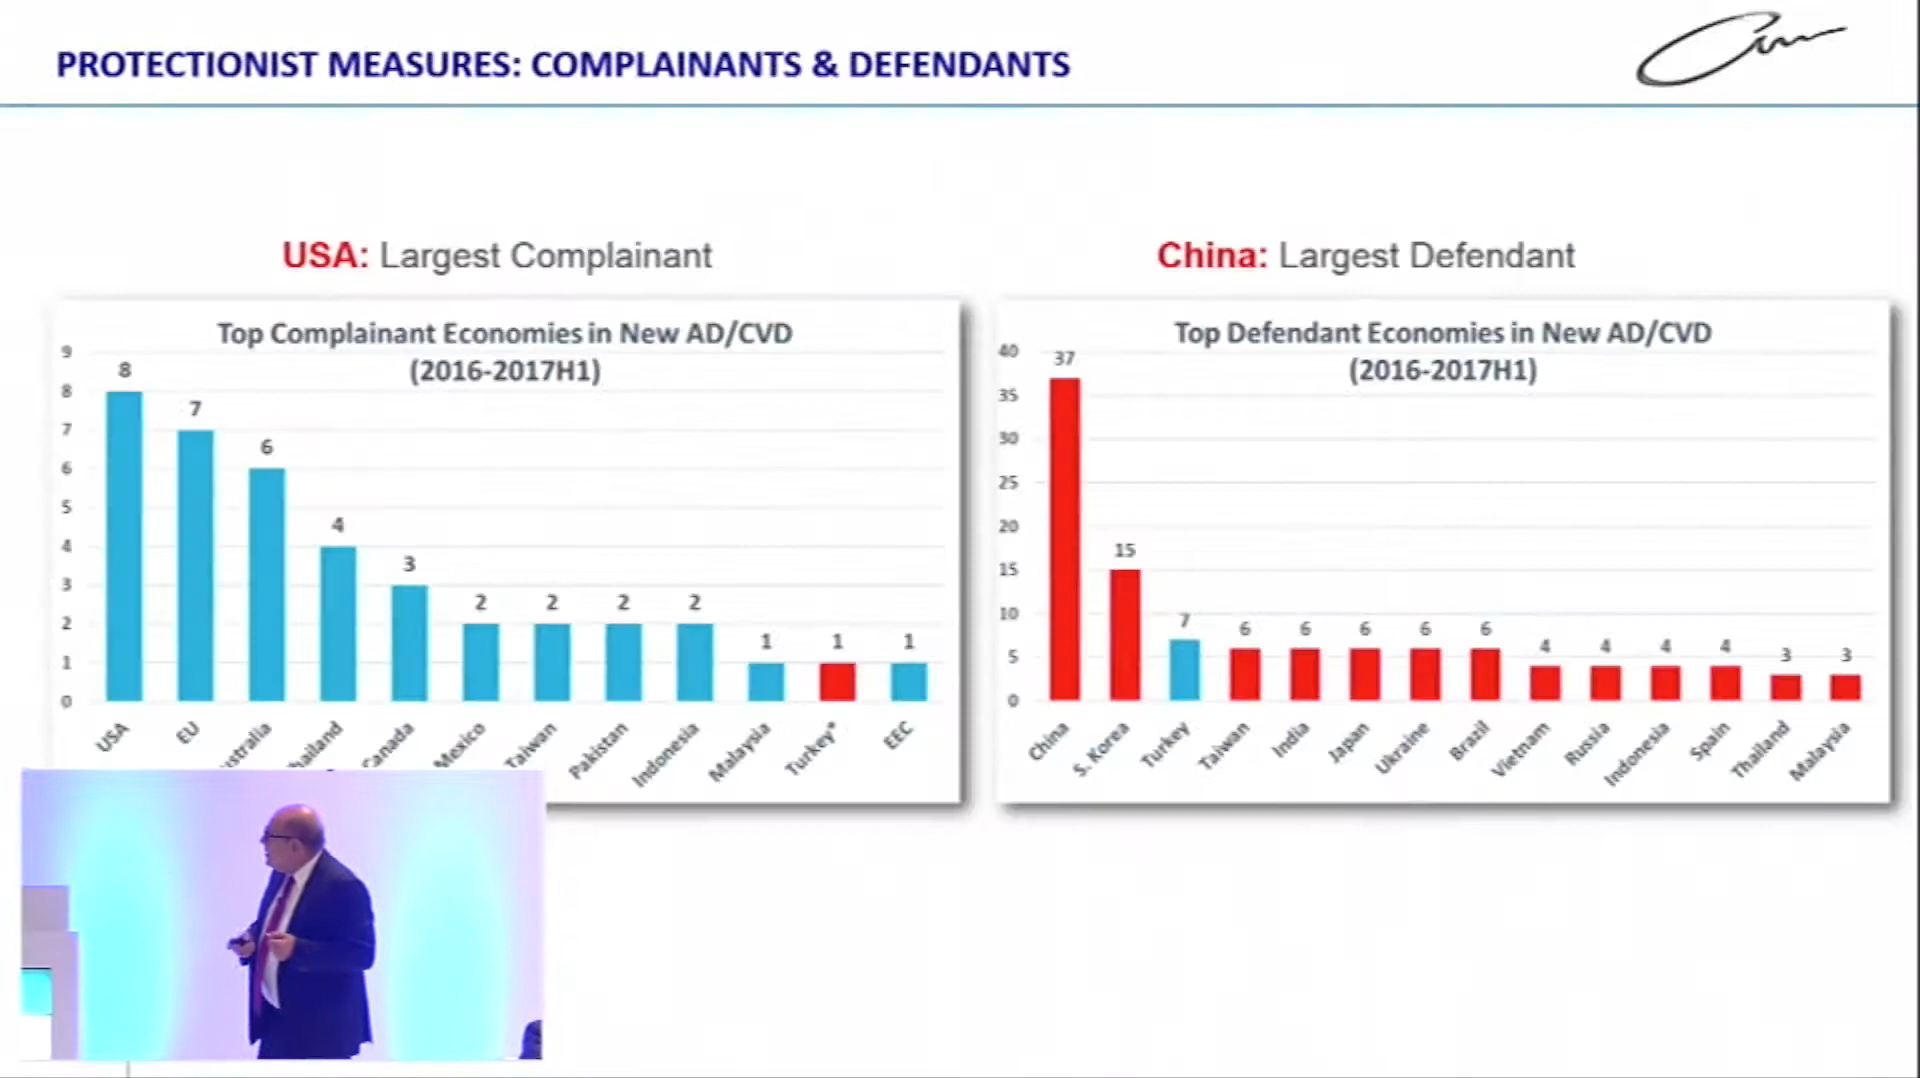 PROTECTIONIST MEASURES: COMPLAINANTS & DEFENDANTS
USA: Largest Complainant
Top Complainant Economies in New AD/CVD
(2016-2017H1)
9
8
7
6
5
4
3
2
1
0
8
7
6
4
3
2
2
2
2
1
1
1
USA
EU
ustralia
hailand
Canada
Mexico
Taiwan
Pakistan
Indonesia
Malaysia
Turkey*
EEC
China: Largest Defendant
Top Defendant Economies in New AD/CVD
(2016-2017H1)
40
35
30
25
20
15
10
5
0
37
15
7
6
6
6
6
6
4
4
4
4
3
3
China
S. Korea
Turkey
Taiwan
India
Japan
Ukraine
Brazil
Vietnam
Russia
Indonesia
Spain
Thailand
Malaysia